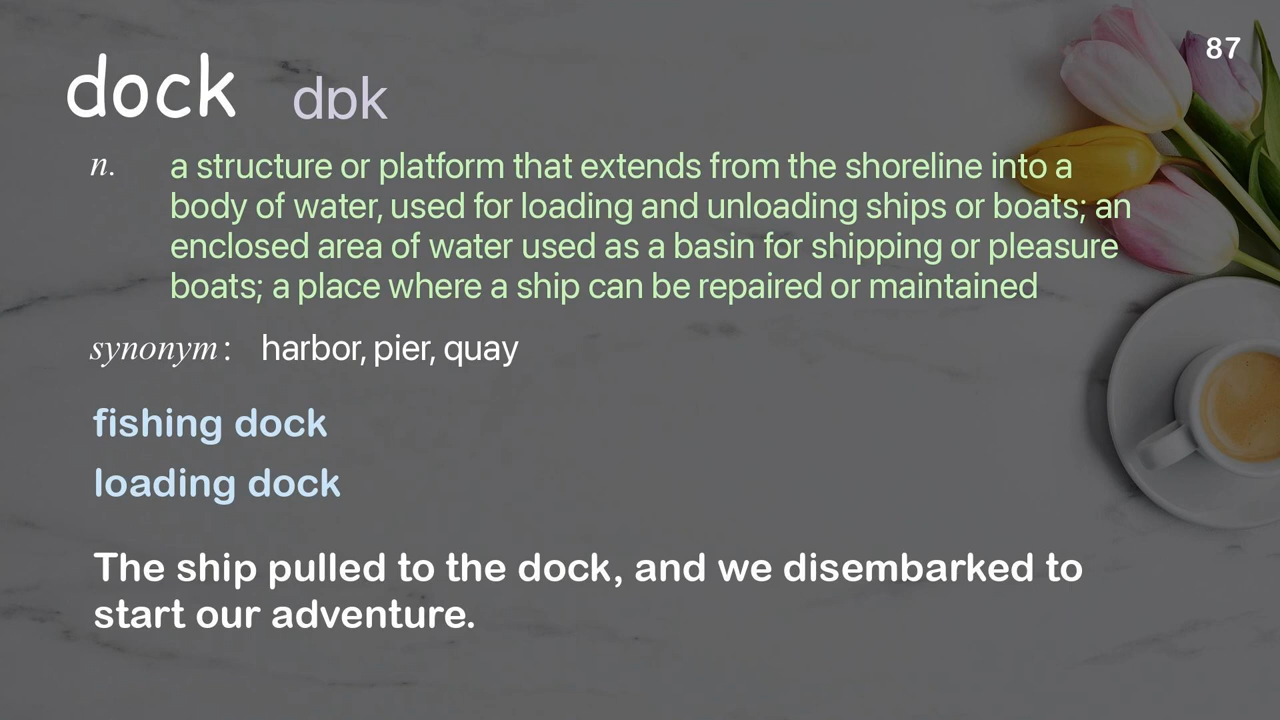 87
dock dɒk
n. a structure or platform that extends from the shoreline into a
body of water, used for loading and unloading ships or boats; an
enclosed area of water used as a basin for shipping or pleasure
boats; a place where a ship can be repaired or maintained
synonym: harbor, pier, quay
fishing dock
loading dock
The ship pulled to the dock, and we disembarked to
start our adventure.